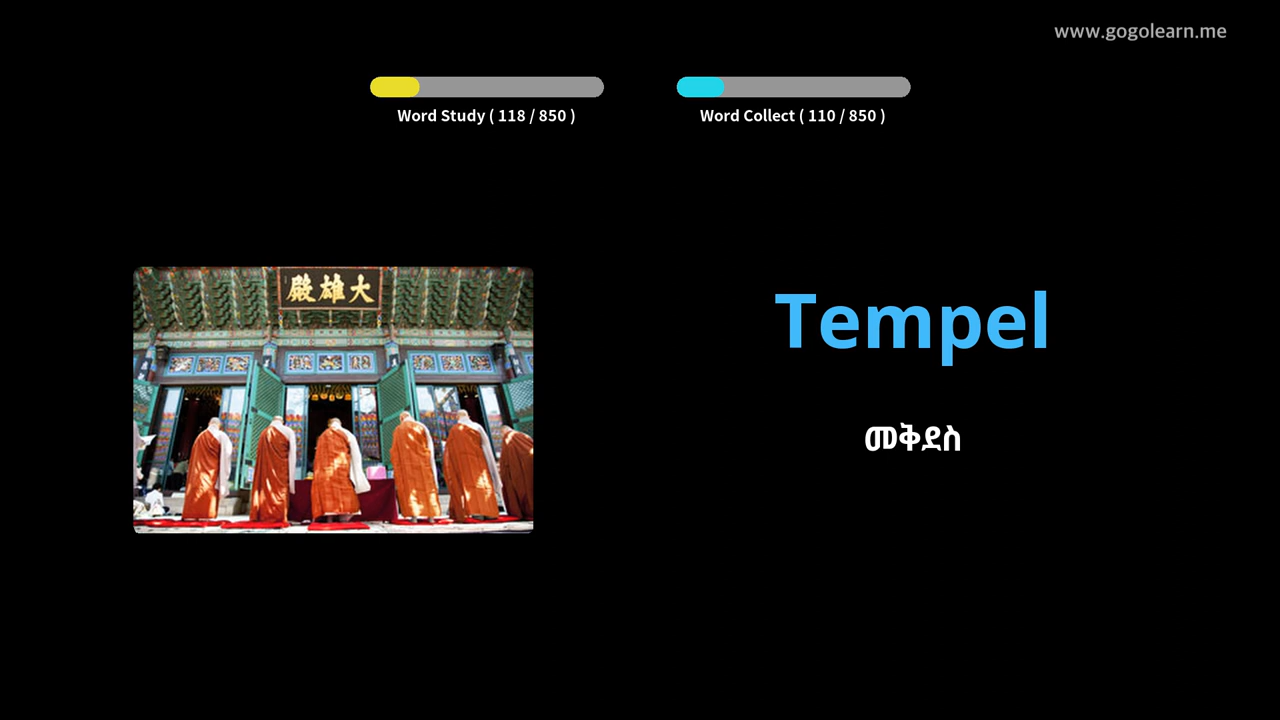 www.gogolearn.me
Word Study ( 118 / 850 )
Word Collect ( 110 / 850 )
殿雄大
Tempel
መቅደስ